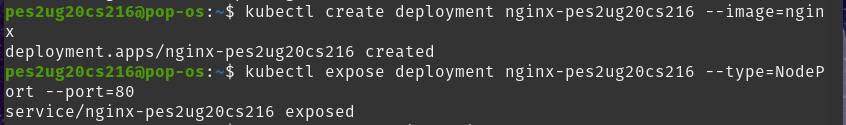 pes2ug20cs216@pop-os:~$ kubectl create deployment nginx-pes2ug20cs216 --image=ngin
x
deployment.apps/nginx-pes2ug20cs216 created
pes2ug20cs216@pop-os:~$ kubectl expose deployment nginx-pes2ug20cs216 --type=NodeP
ort --port=80
service/nginx-pes2ug20cs216 exposed